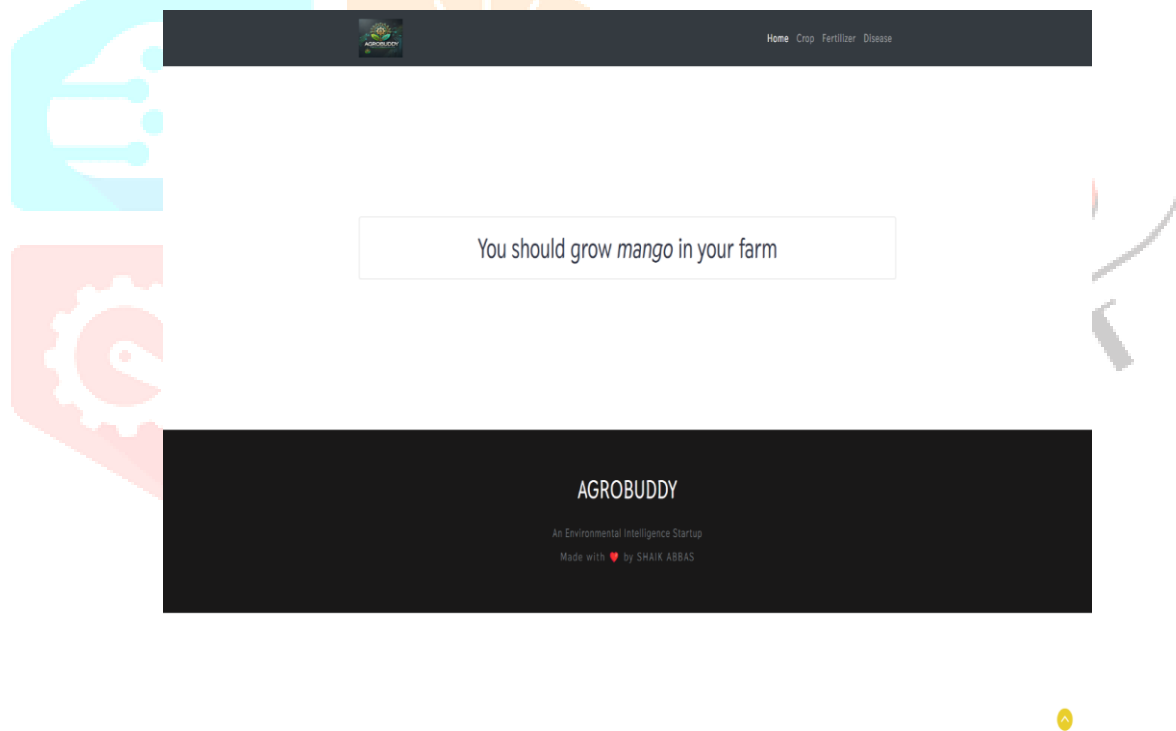 AGROBUDDY
Home Crop Fertilizer Disease
You should grow mango in your farm
AGROBUDDY
An Environmental Intelligence Startup
Made with ❤ by SHAIK ABBAS